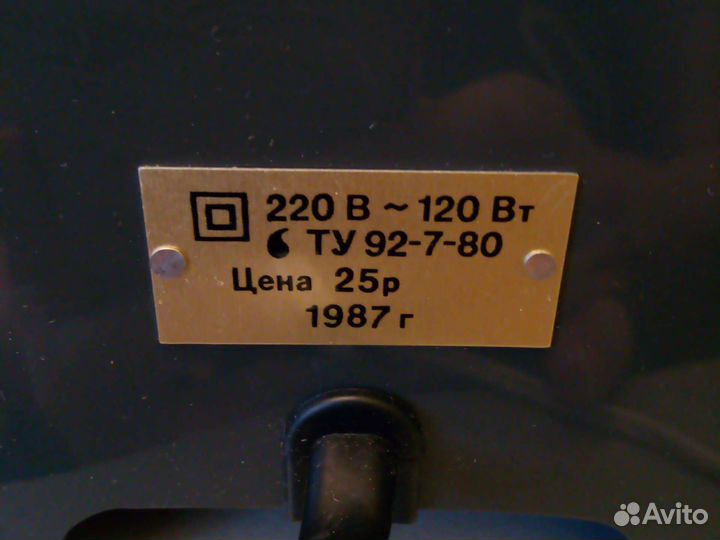 220 В ~ 120 Вт
ТУ 92-7-80
Цена 25р
1987 г
Avito